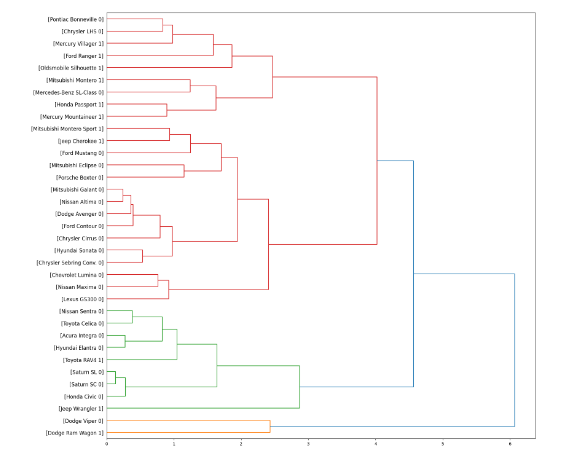 [Pontiac Bonneville 0]
[Chrysler LHS 0]
[Mercury Villager 1]
[Ford Ranger 1]
[Oldsmobile Silhouette 1]
[Mitsubishi Montero 1]
[Mercedes-Benz SL-Class 0]
[Honda Passport 1]
[Mercury Mountaineer 1]
[Mitsubishi Montero Sport 1]
[Jeep Cherokee 1]
[Ford Mustang 0]
[Mitsubishi Eclipse 0]
[Porsche Boxter 0]
[Mitsubishi Galant 0]
[Nissan Altima 0]
[Dodge Avenger 0]
[Ford Contour 0]
[Chrysler Cirrus 0]
[Hyundai Sonata 0]
[Chrysler Sebring Conv. 0]
[Chevrolet Lumina 0]
[Nissan Maxima 0]
[Lexus GS300 0]
[Nissan Sentra 0]
[Toyota Celica 0]
[Acura Integra 0]
[Hyundai Elantra 0]
[Toyota RAV4 1]
[Saturn SL 0]
[Saturn SC 0]
[Honda Civic 0]
[Jeep Wrangler 1]
[Dodge Viper 0]
[Dodge Ram Wagon 1]
0 1 2 3 4 5 6